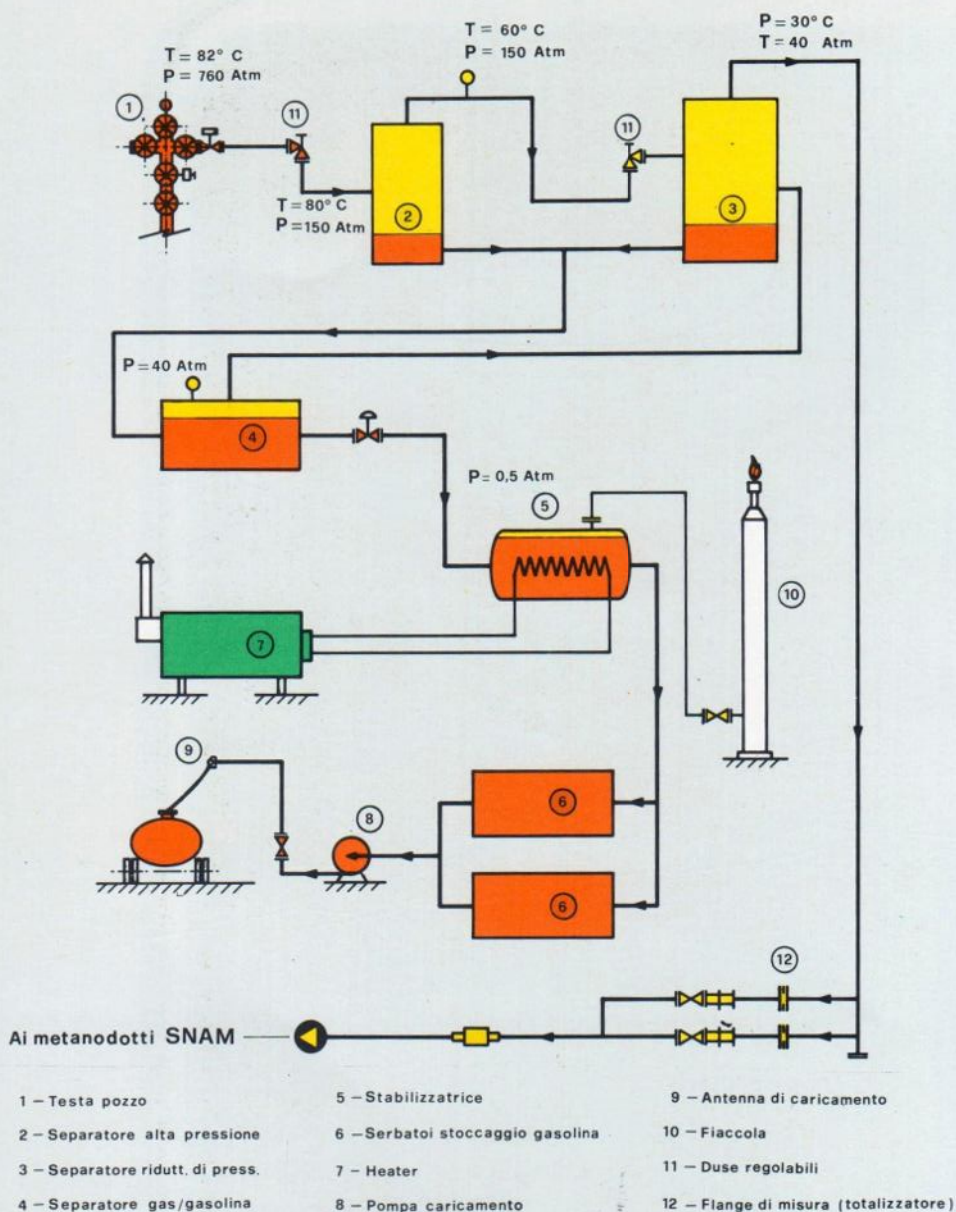 T = 82° C
P = 760 Atm
T = 60° C
P = 150 Atm
P = 30° C
T = 40 Atm
1
11
11
T = 80° C
P = 150 Atm
2
3
P = 40 Atm
4
P = 0,5 Atm
5
10
7
9
6
8
6
12
Ai metanodotti SNAM
1 – Testa pozzo
2 – Separatore alta pressione
3 – Separatore ridutt. di press.
4 – Separatore gas/gasolina
5 – Stabilizzatrice
6 – Serbatoi stoccaggio gasolina
7 – Heater
8 – Pompa caricamento
9 – Antenna di caricamento
10 – Fiaccola
11 – Duse regolabili
12 – Flange di misura (totalizzatore)